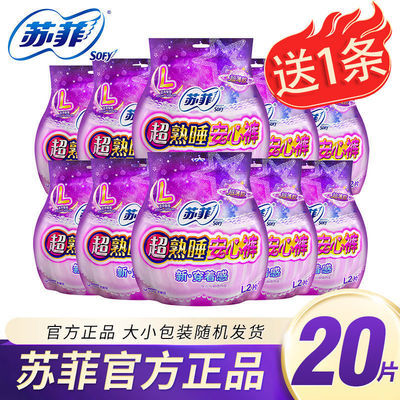 苏菲
SOFY
送1条
L
苏菲
Sofy
超熟睡
安心裤
新·穿着感
L2片
官方正品 大小包装随机发货
苏菲官方正品
20片